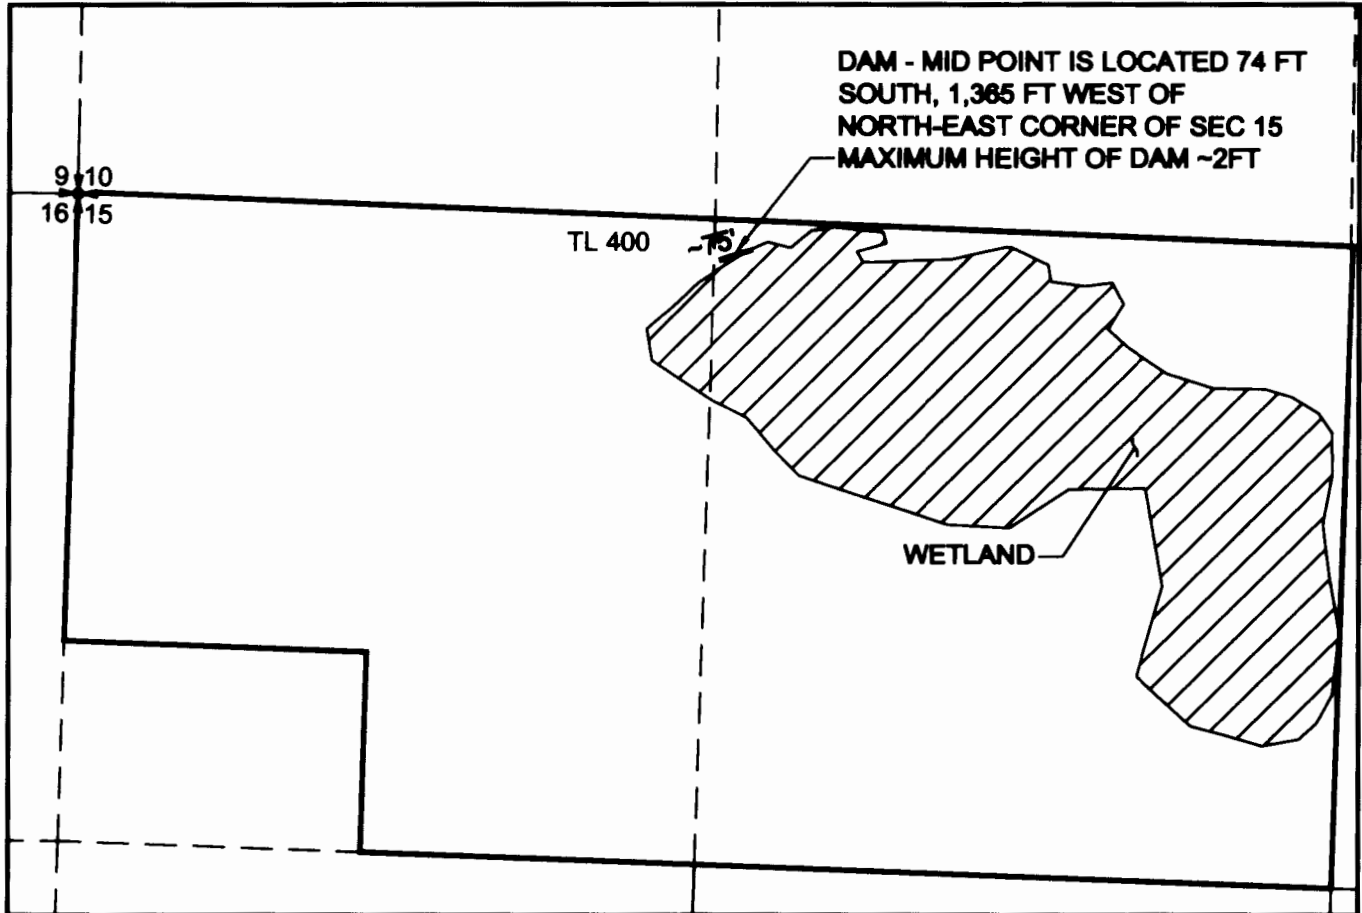 DAM - MID POINT IS LOCATED 74 FT
SOUTH, 1,365 FT WEST OF
NORTH-EAST CORNER OF SEC 15
MAXIMUM HEIGHT OF DAM ~2FT
9 10
16 15
TL 400 ~75'
WETLAND